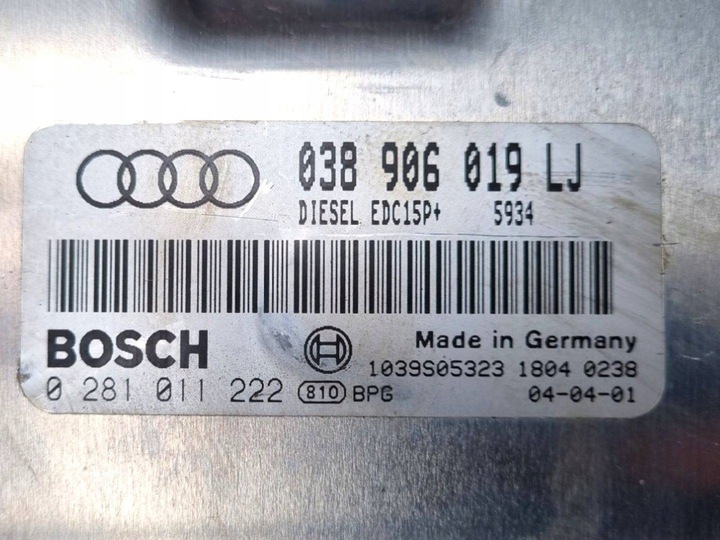 038 906 019 LJ
DIESEL EDC15P+ 5934
BOSCH Made in Germany
1039S05323 1804 0238
0 281 011 222 810 BPG 04-04-01